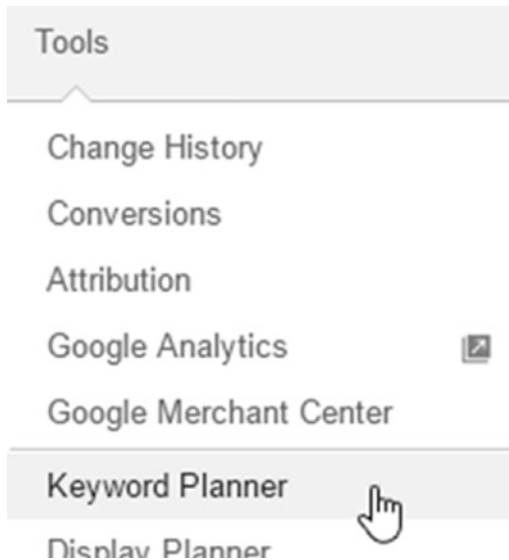 Tools
Change History
Conversions
Attribution
Google Analytics
Google Merchant Center
Keyword Planner
Display Planner